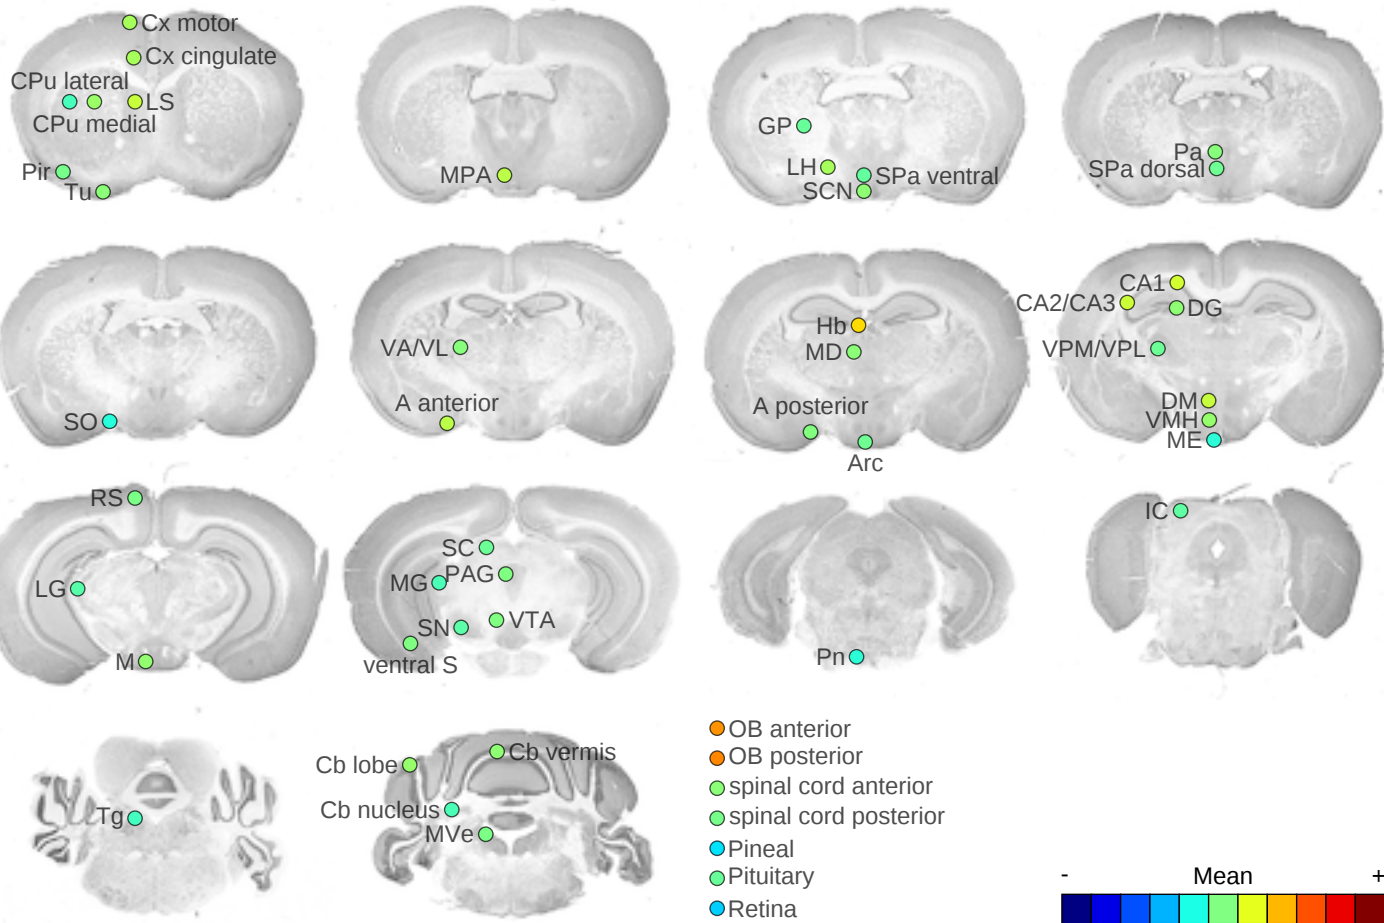 Cx motor
Cx cingulate
CPu lateral
LS
CPu medial
Pir
Tu
MPA
GP
LH
SPa ventral
SCN
Pa
SPa dorsal
SO
VA/VL
A anterior
Hb
MD
A posterior
Arc
CA1
CA2/CA3
DG
VPM/VPL
DM
VMH
ME
RS
LG
M
SC
MG
PAG
SN
VTA
ventral S
Pn
IC
Tg
Cb lobe
Cb vermis
Cb nucleus
MVe
OB anterior
OB posterior
spinal cord anterior
spinal cord posterior
Pineal
Pituitary
Retina
- Mean +